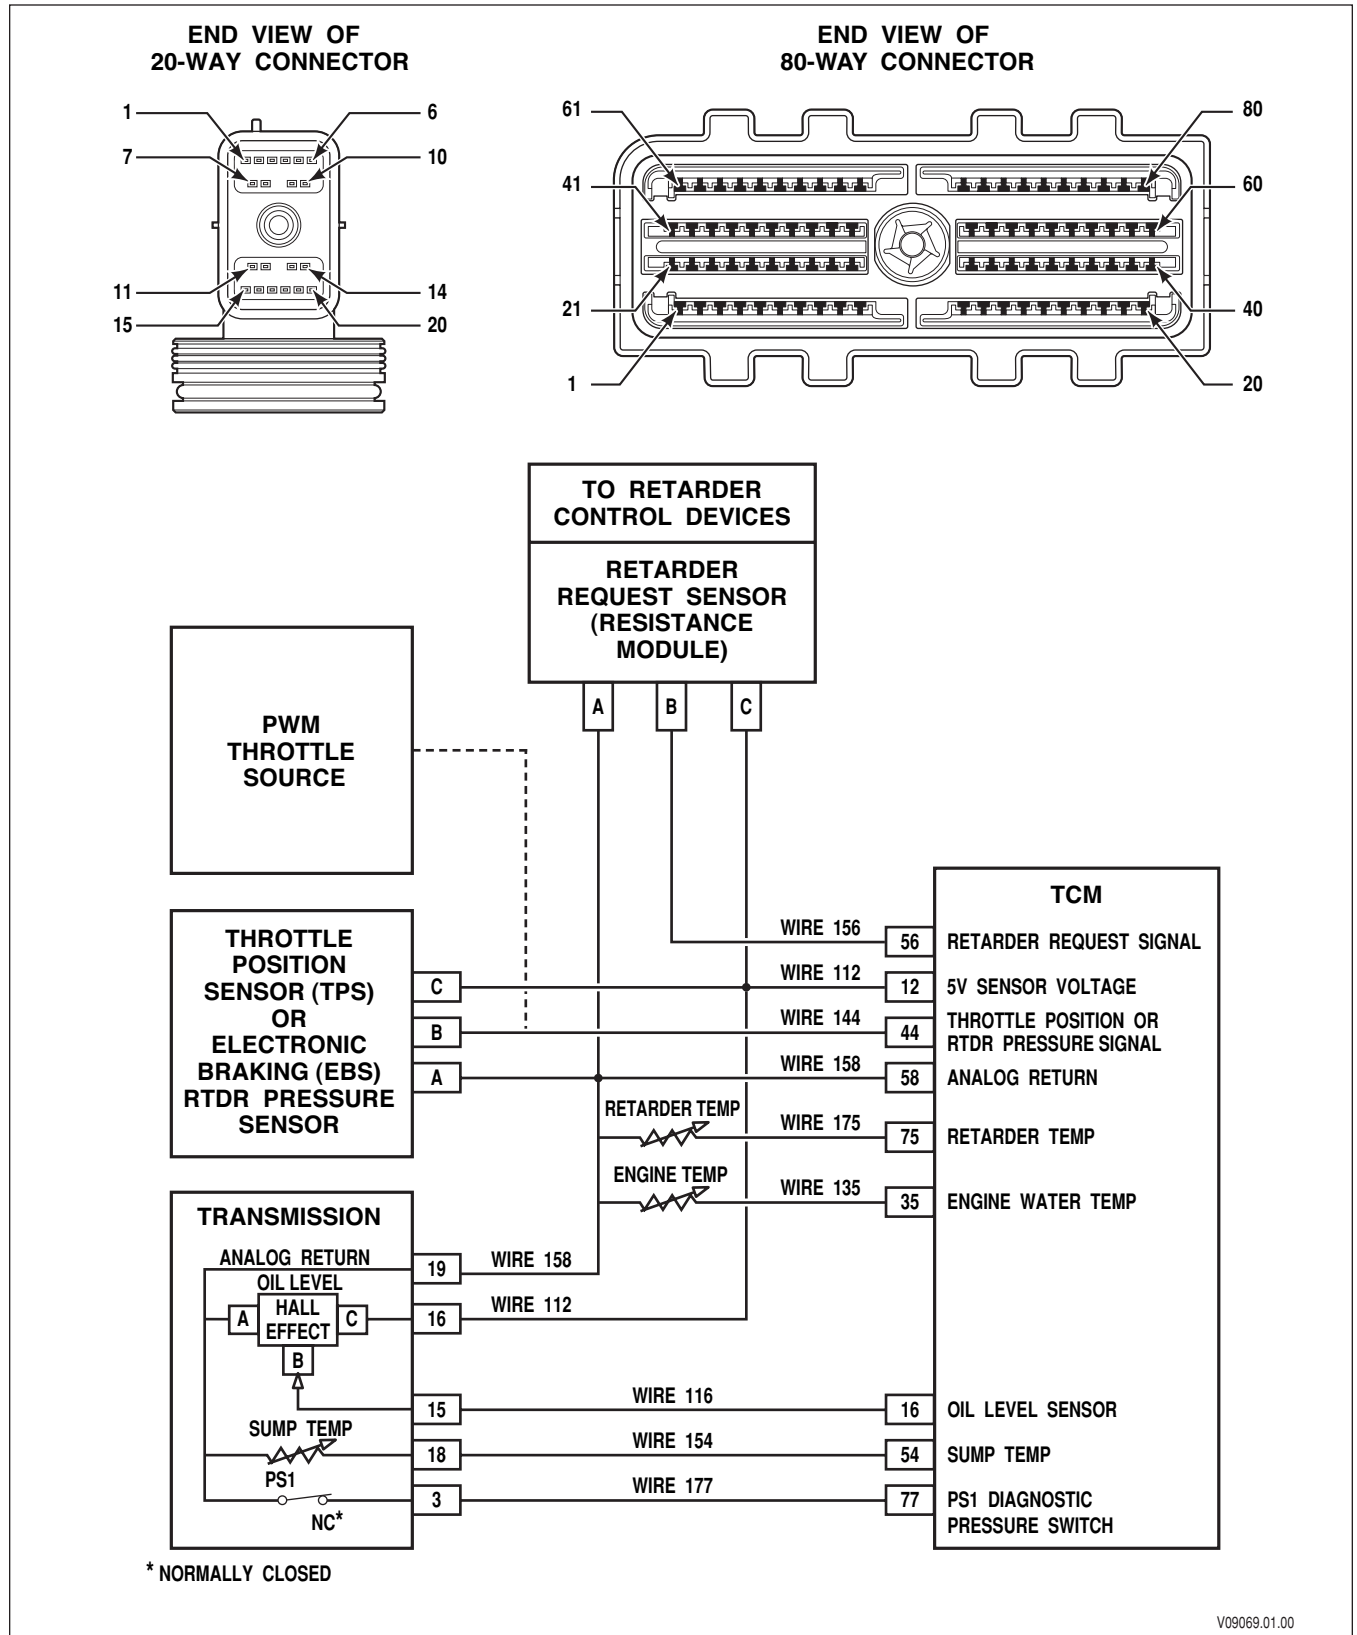 END VIEW OF
20-WAY CONNECTOR
1
6
7
10
11
14
15
20
END VIEW OF
80-WAY CONNECTOR
61
80
41
60
21
40
1
20
TO RETARDER
CONTROL DEVICES
RETARDER
REQUEST SENSOR
(RESISTANCE
MODULE)
A
B
C
PWM
THROTTLE
SOURCE
THROTTLE
POSITION
SENSOR (TPS)
OR
ELECTRONIC
BRAKING (EBS)
RTDR PRESSURE
SENSOR
C
B
A
TCM
WIRE 156
56
RETARDER REQUEST SIGNAL
WIRE 112
12
5V SENSOR VOLTAGE
WIRE 144
44
THROTTLE POSITION OR
RTDR PRESSURE SIGNAL
WIRE 158
58
ANALOG RETURN
RETARDER TEMP
WIRE 175
75
RETARDER TEMP
ENGINE TEMP
WIRE 135
35
ENGINE WATER TEMP
TRANSMISSION
ANALOG RETURN
19
WIRE 158
OIL LEVEL
A
HALL
EFFECT
C
16
WIRE 112
B
15
WIRE 116
16
OIL LEVEL SENSOR
SUMP TEMP
18
WIRE 154
54
SUMP TEMP
PS1
NC*
3
WIRE 177
77
PS1 DIAGNOSTIC
PRESSURE SWITCH
* NORMALLY CLOSED
V09069.01.00